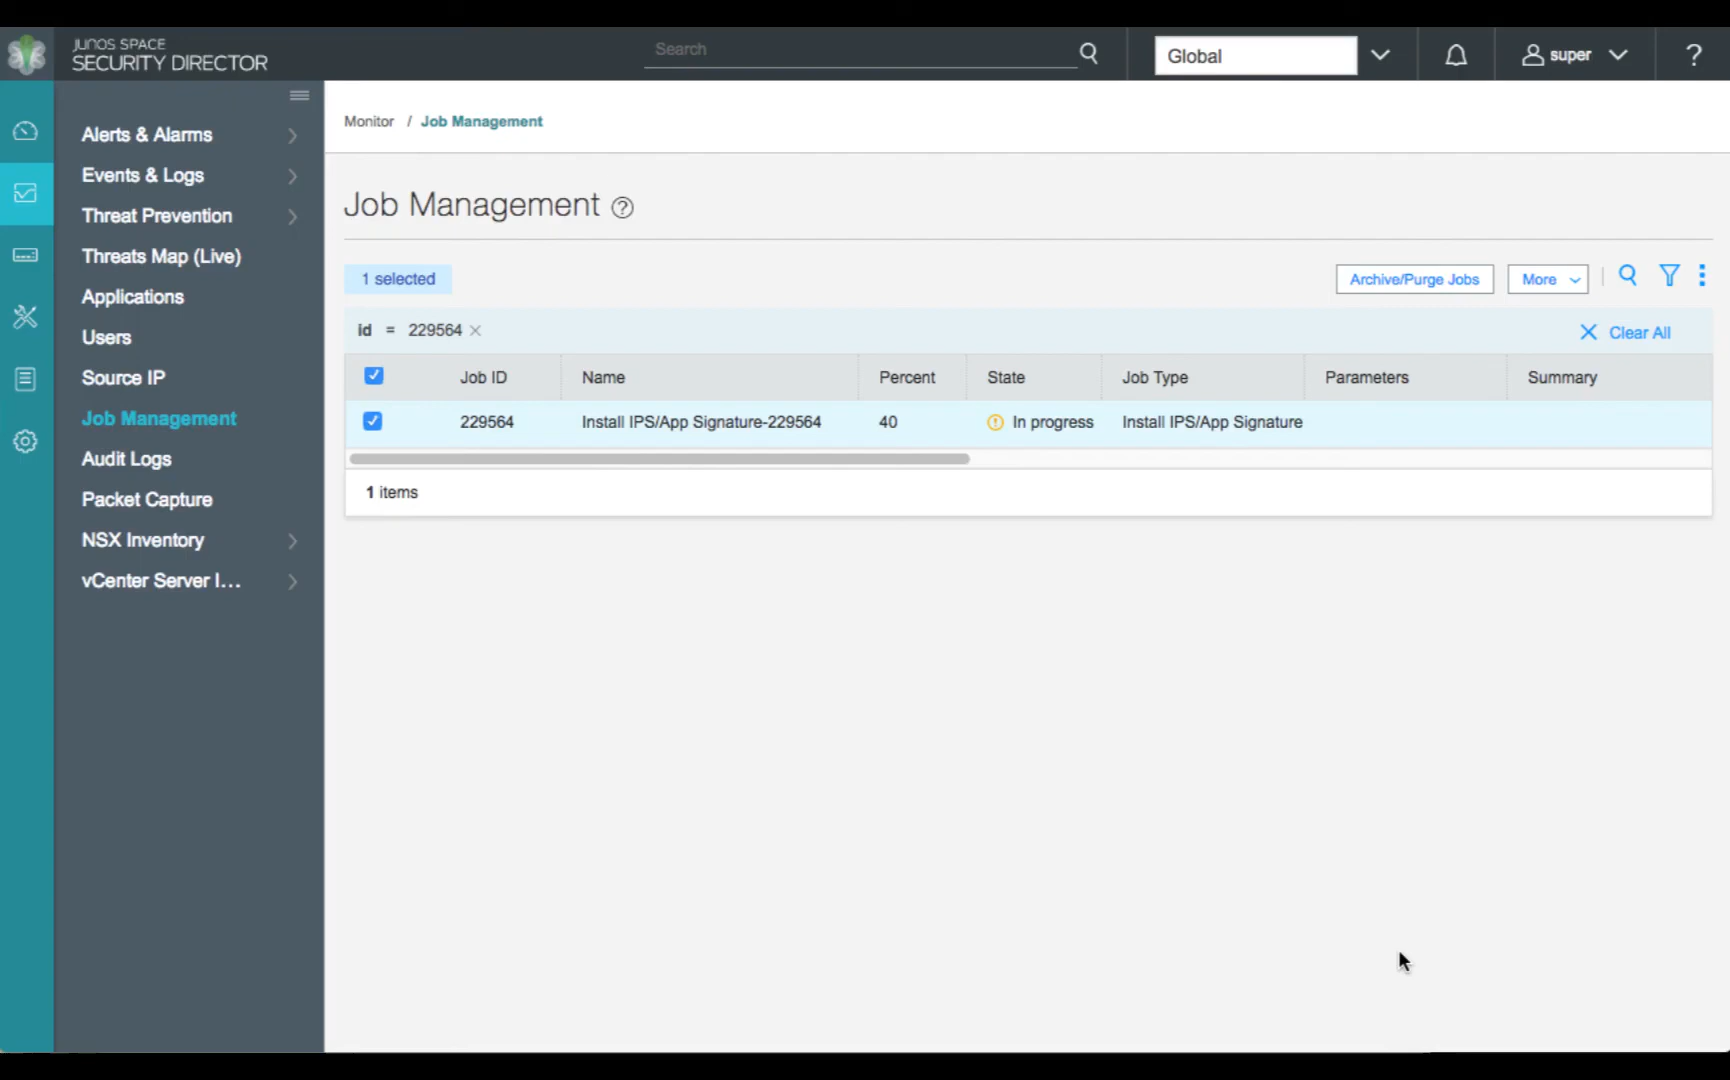 JUNOS SPACE
SECURITY DIRECTOR
Search
Global
super
?
Alerts & Alarms
Events & Logs
Threat Prevention
Threats Map (Live)
Applications
Users
Source IP
Job Management
Audit Logs
Packet Capture
NSX Inventory
vCenter Server I...
Monitor / Job Management
Job Management ?
1 selected
Archive/Purge Jobs
More
id = 229564
Clear All
Job ID Name Percent State Job Type Parameters Summary
229564 Install IPS/App Signature-229564 40 In progress Install IPS/App Signature
1 items